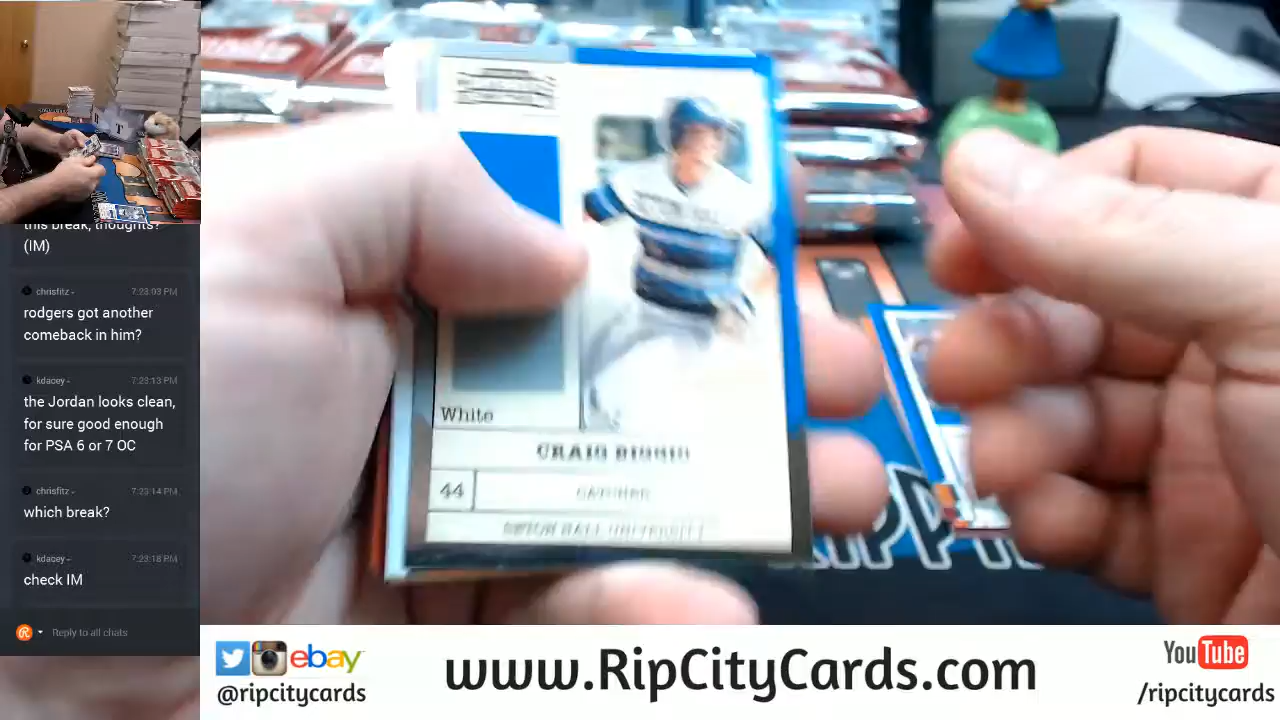 this break, thoughts?
(IM)
chrisfitz - 7:23:03 PM
rodgers got another
comeback in him?
kdacey - 7:23:13 PM
the Jordan looks clean,
for sure good enough
for PSA 6 or 7 OC
chrisfitz - 7:23:14 PM
which break?
kdacey - 7:23:18 PM
check IM
Reply to all chats
White
CRAIG BIGGIO
44
CATCHER
SETON HALL UNIVERSITY
ebay
@ripcitycards
www.RipCityCards.com
YouTube
/ripcitycards